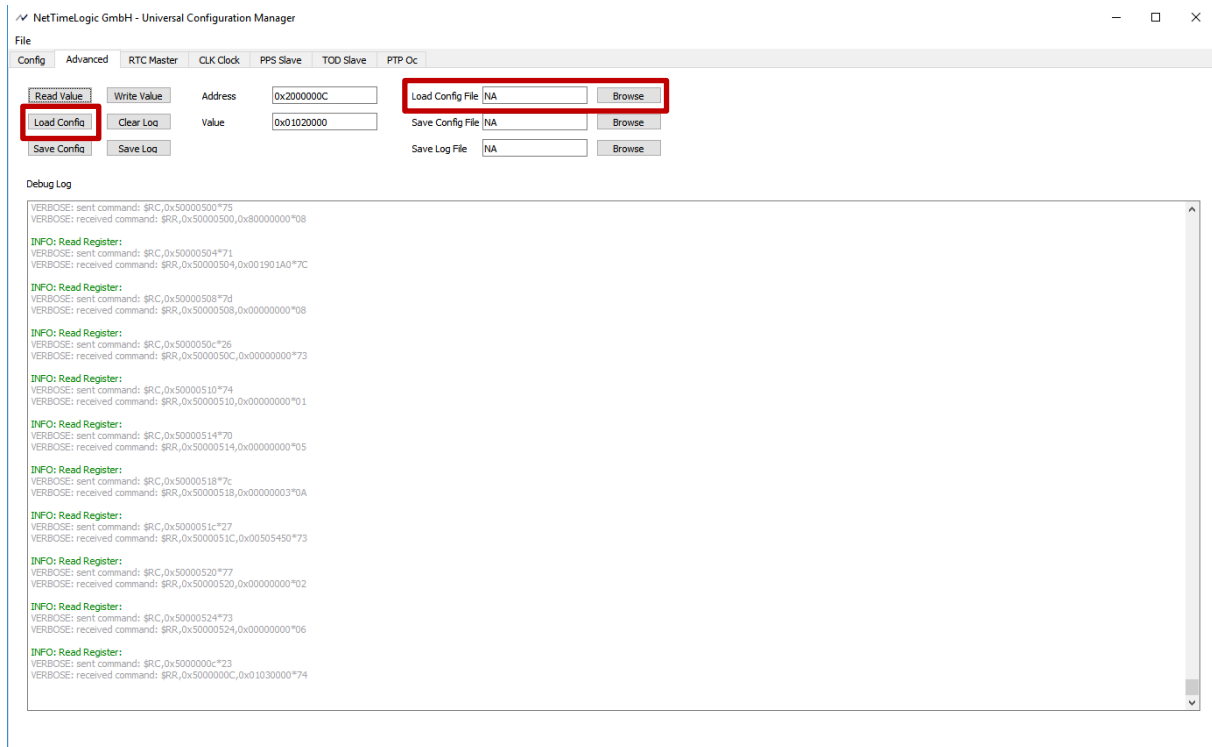 NetTimeLogic GmbH - Universal Configuration Manager
File
Config Advanced RTC Master CLK Clock PPS Slave TOD Slave PTP Oc
Read Value Write Value Address 0x2000000C Load Config File NA Browse
Load Config Clear Log Value 0x01020000 Save Config File NA Browse
Save Config Save Log Save Log File NA Browse
Debug Log
VERBOSE: sent command: $RC,0x50000500*75
VERBOSE: received command: $RR,0x50000500,0x80000000*08
INFO: Read Register:
VERBOSE: sent command: $RC,0x50000504*71
VERBOSE: received command: $RR,0x50000504,0x001901A0*7C
INFO: Read Register:
VERBOSE: sent command: $RC,0x50000508*7d
VERBOSE: received command: $RR,0x50000508,0x00000000*08
INFO: Read Register:
VERBOSE: sent command: $RC,0x5000050c*26
VERBOSE: received command: $RR,0x5000050C,0x00000000*73
INFO: Read Register:
VERBOSE: sent command: $RC,0x50000510*74
VERBOSE: received command: $RR,0x50000510,0x00000000*01
INFO: Read Register:
VERBOSE: sent command: $RC,0x50000514*70
VERBOSE: received command: $RR,0x50000514,0x00000000*05
INFO: Read Register:
VERBOSE: sent command: $RC,0x50000518*7c
VERBOSE: received command: $RR,0x50000518,0x00000003*0A
INFO: Read Register:
VERBOSE: sent command: $RC,0x5000051c*27
VERBOSE: received command: $RR,0x5000051C,0x00505450*73
INFO: Read Register:
VERBOSE: sent command: $RC,0x50000520*77
VERBOSE: received command: $RR,0x50000520,0x00000000*02
INFO: Read Register:
VERBOSE: sent command: $RC,0x50000524*73
VERBOSE: received command: $RR,0x50000524,0x00000000*06
INFO: Read Register:
VERBOSE: sent command: $RC,0x5000000c*23
VERBOSE: received command: $RR,0x5000000C,0x01030000*74